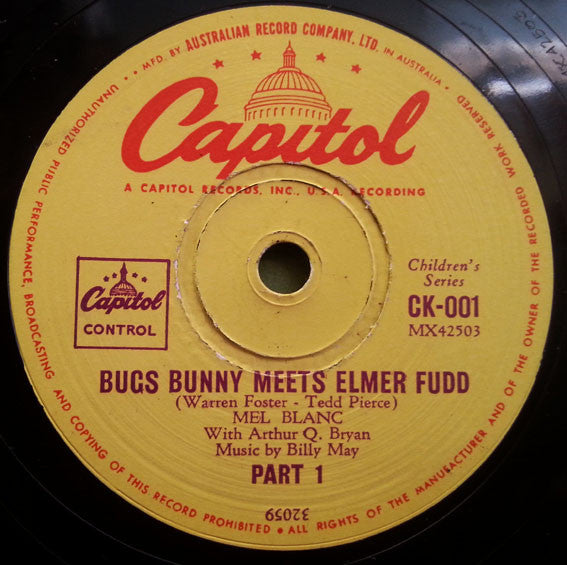 MFD. BY AUSTRALIAN RECORD COMPANY, LTD. IN AUSTRALIA •
UNAUTHORIZED PUBLIC PERFORMANCE, BROADCASTING AND COPYING OF THIS RECORD PROHIBITED • ALL RIGHTS OF THE MANUFACTURER AND OF THE OWNER OF THE RECORDED WORK RESERVED
Capitol
A CAPITOL RECORDS, INC., U.S.A. RECORDING
Capitol
CONTROL
Children's
Series
CK-001
MX42503
BUGS BUNNY MEETS ELMER FUDD
(Warren Foster - Tedd Pierce)
MEL BLANC
With Arthur Q. Bryan
Music by Billy May
PART 1
32059